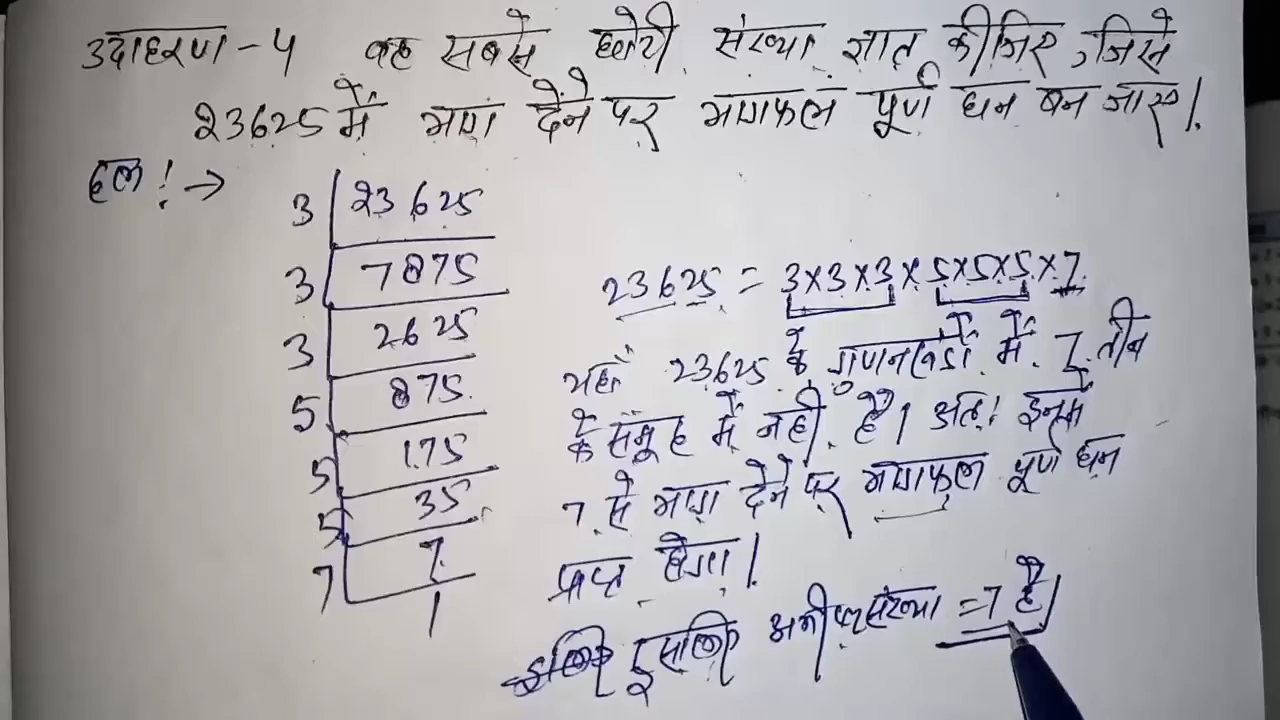 उदाहरण-4 वह सबसे छोटी संख्या ज्ञात कीजिए, जिसे
23625 में भाग देने पर भागफल पूर्ण घन बन जाए।
हल! →
3 | 23625
3 | 7875
3 | 2625
5 | 875
5 | 175
5 | 35
7 | 7
1
23625 = 3×3×3×5×5×5×7
यहाँ 23625 के गुणनखंडों में 7 तीन
के समूह में नहीं है। अतः इनमें
7 से भाग देने पर भागफल पूर्ण घन
प्राप्त होगा।
इसलिए अभीष्ट संख्या = 7 है।